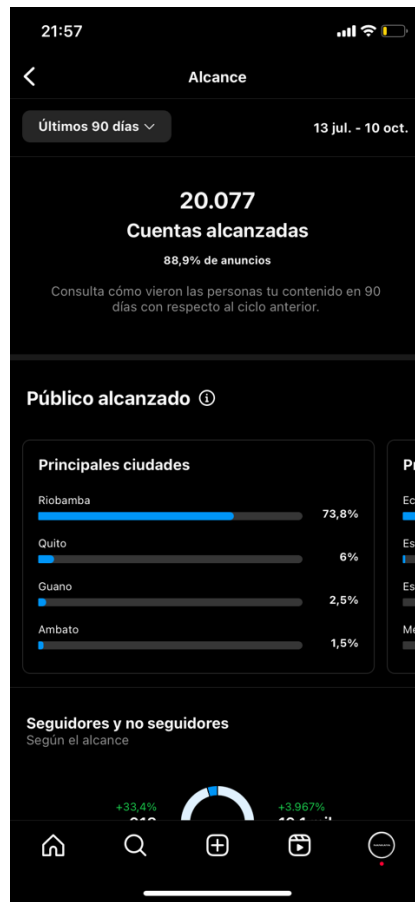 21:57
Alcance
Últimos 90 días
13 jul. - 10 oct.
20.077
Cuentas alcanzadas
88,9% de anuncios
Consulta cómo vieron las personas tu contenido en 90
días con respecto al ciclo anterior.
Público alcanzado
Principales ciudades
Riobamba
73,8%
Quito
6%
Guano
2,5%
Ambato
1,5%
Seguidores y no seguidores
Según el alcance
+33,4%
+3.967%